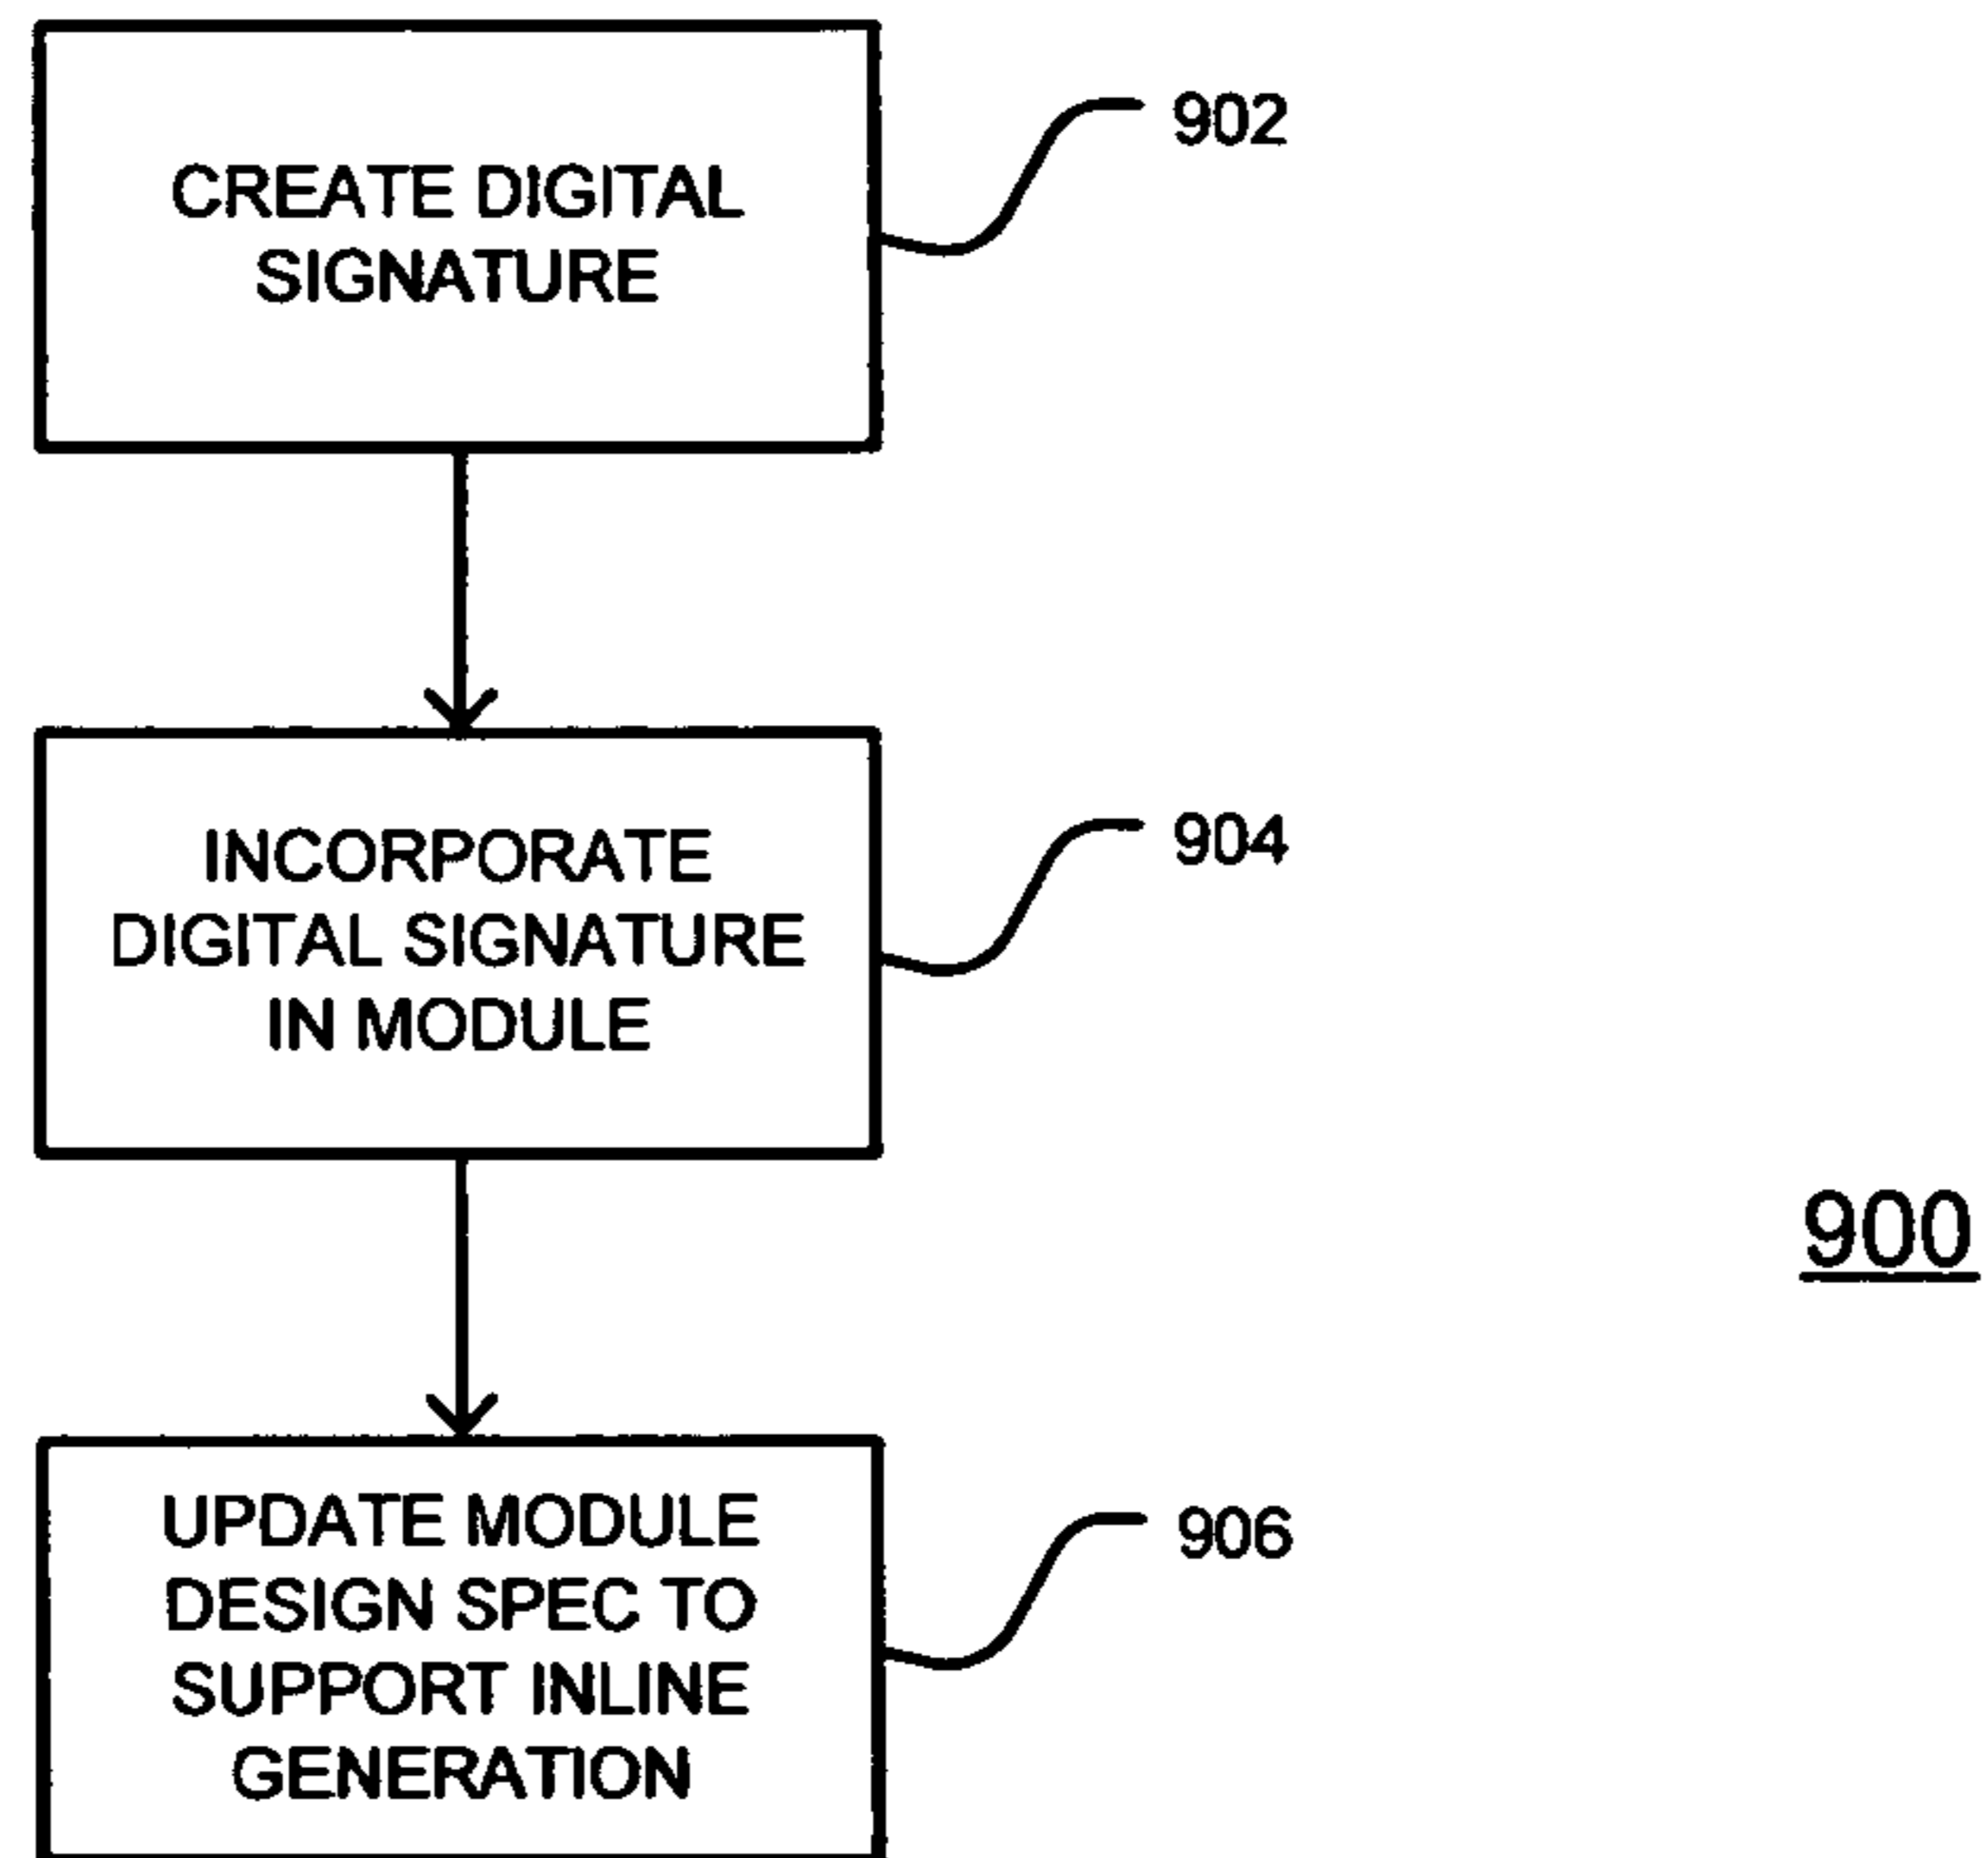 CREATE DIGITAL
SIGNATURE
902
INCORPORATE
DIGITAL SIGNATURE
IN MODULE
904
900
UPDATE MODULE
DESIGN SPEC TO
SUPPORT INLINE
GENERATION
906